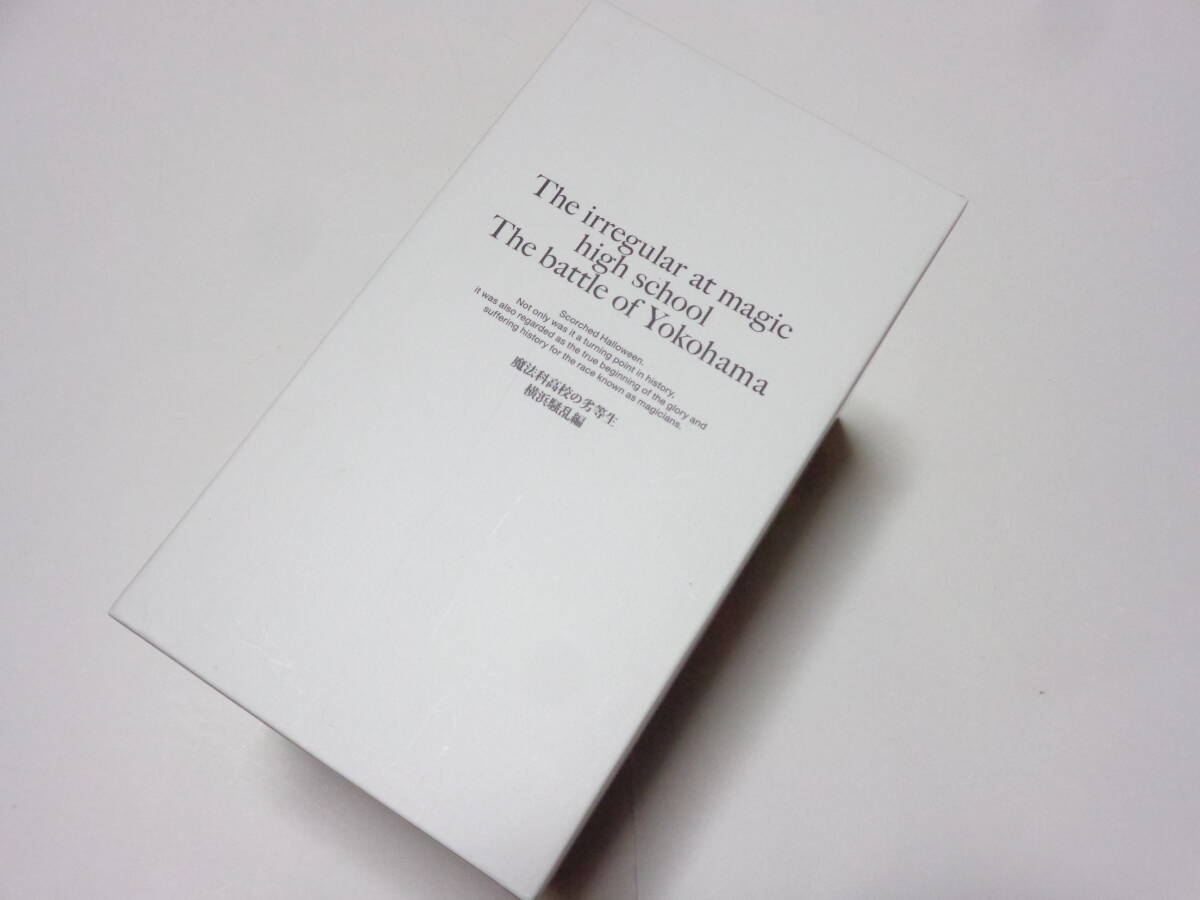 The irregular at magic
high school
The battle of Yokohama
Scorched Halloween.
Not only was it a turning point in history,
it was also regarded as the true beginning of the glory and
suffering history for the race known as magicians.
魔法科高校の劣等生
横浜騒乱編